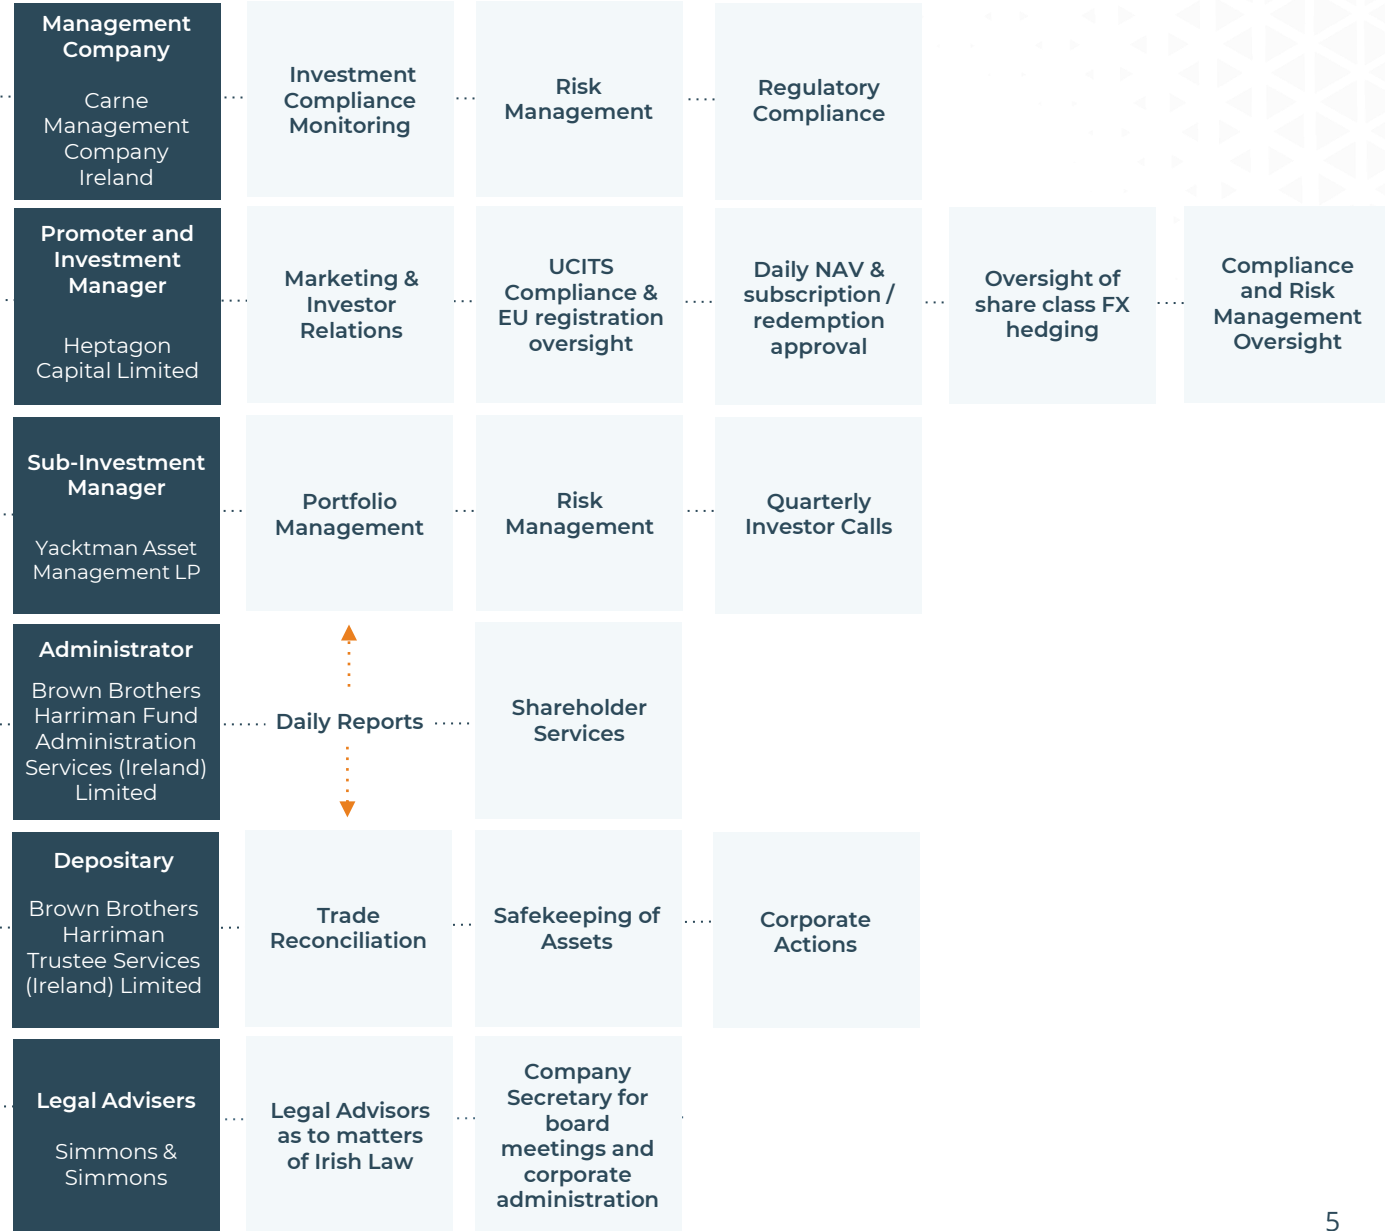 Management
Company
Carne
Management
Company
Ireland
Investment
Compliance
Monitoring
Risk
Management
Regulatory
Compliance
Promoter and
Investment
Manager
Heptagon
Capital Limited
Marketing &
Investor
Relations
UCITS
Compliance &
EU registration
oversight
Daily NAV &
subscription /
redemption
approval
Oversight of
share class FX
hedging
Compliance
and Risk
Management
Oversight
Sub-Investment
Manager
Yacktman Asset
Management LP
Portfolio
Management
Risk
Management
Quarterly
Investor Calls
Administrator
Brown Brothers
Harriman Fund
Administration
Services (Ireland)
Limited
Daily Reports
Shareholder
Services
Depositary
Brown Brothers
Harriman
Trustee Services
(Ireland) Limited
Trade
Reconciliation
Safekeeping of
Assets
Corporate
Actions
Legal Advisers
Simmons &
Simmons
Legal Advisors
as to matters
of Irish Law
Company
Secretary for
board
meetings and
corporate
administration
5